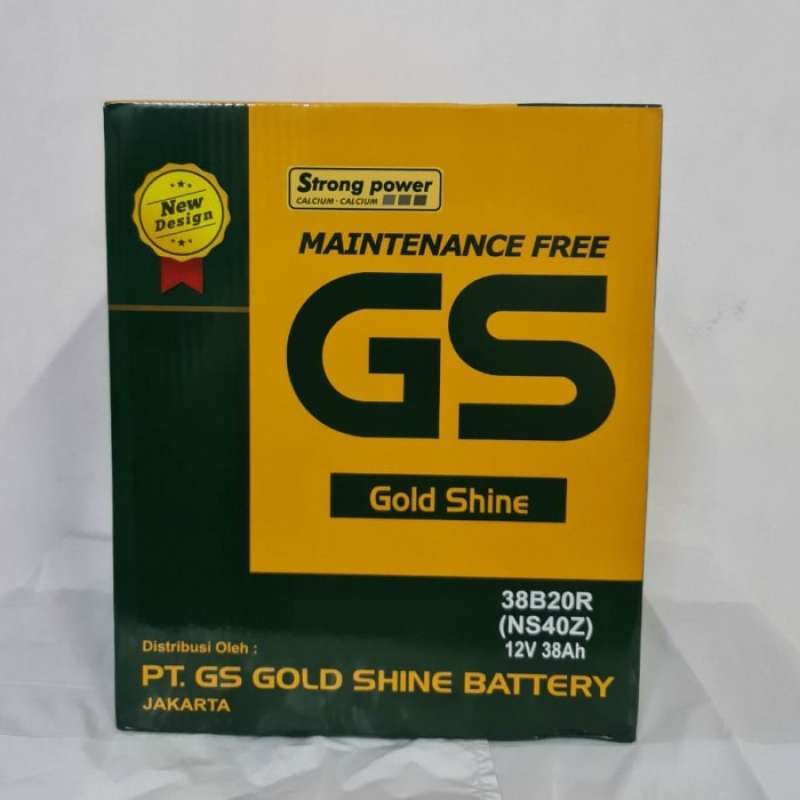 New
Design
Strong power
CALCIUM - CALCIUM
MAINTENANCE FREE
GS
Gold Shine
38B20R
(NS40Z)
12V 38Ah
Distribusi Oleh :
PT. GS GOLD SHINE BATTERY
JAKARTA